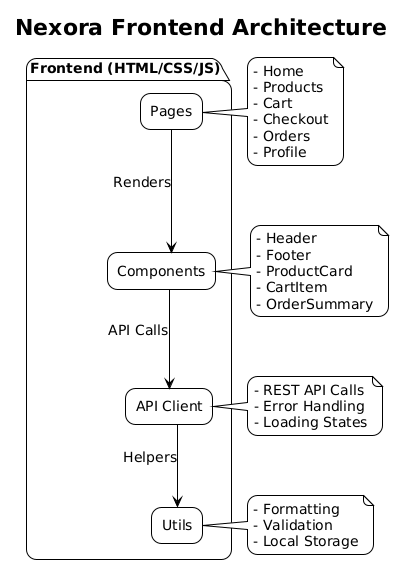 Nexora Frontend Architecture
Frontend (HTML/CSS/JS)
Pages
- Home
- Products
- Cart
- Checkout
- Orders
- Profile
Renders
Components
- Header
- Footer
- ProductCard
- CartItem
- OrderSummary
API Calls
API Client
- REST API Calls
- Error Handling
- Loading States
Helpers
Utils
- Formatting
- Validation
- Local Storage